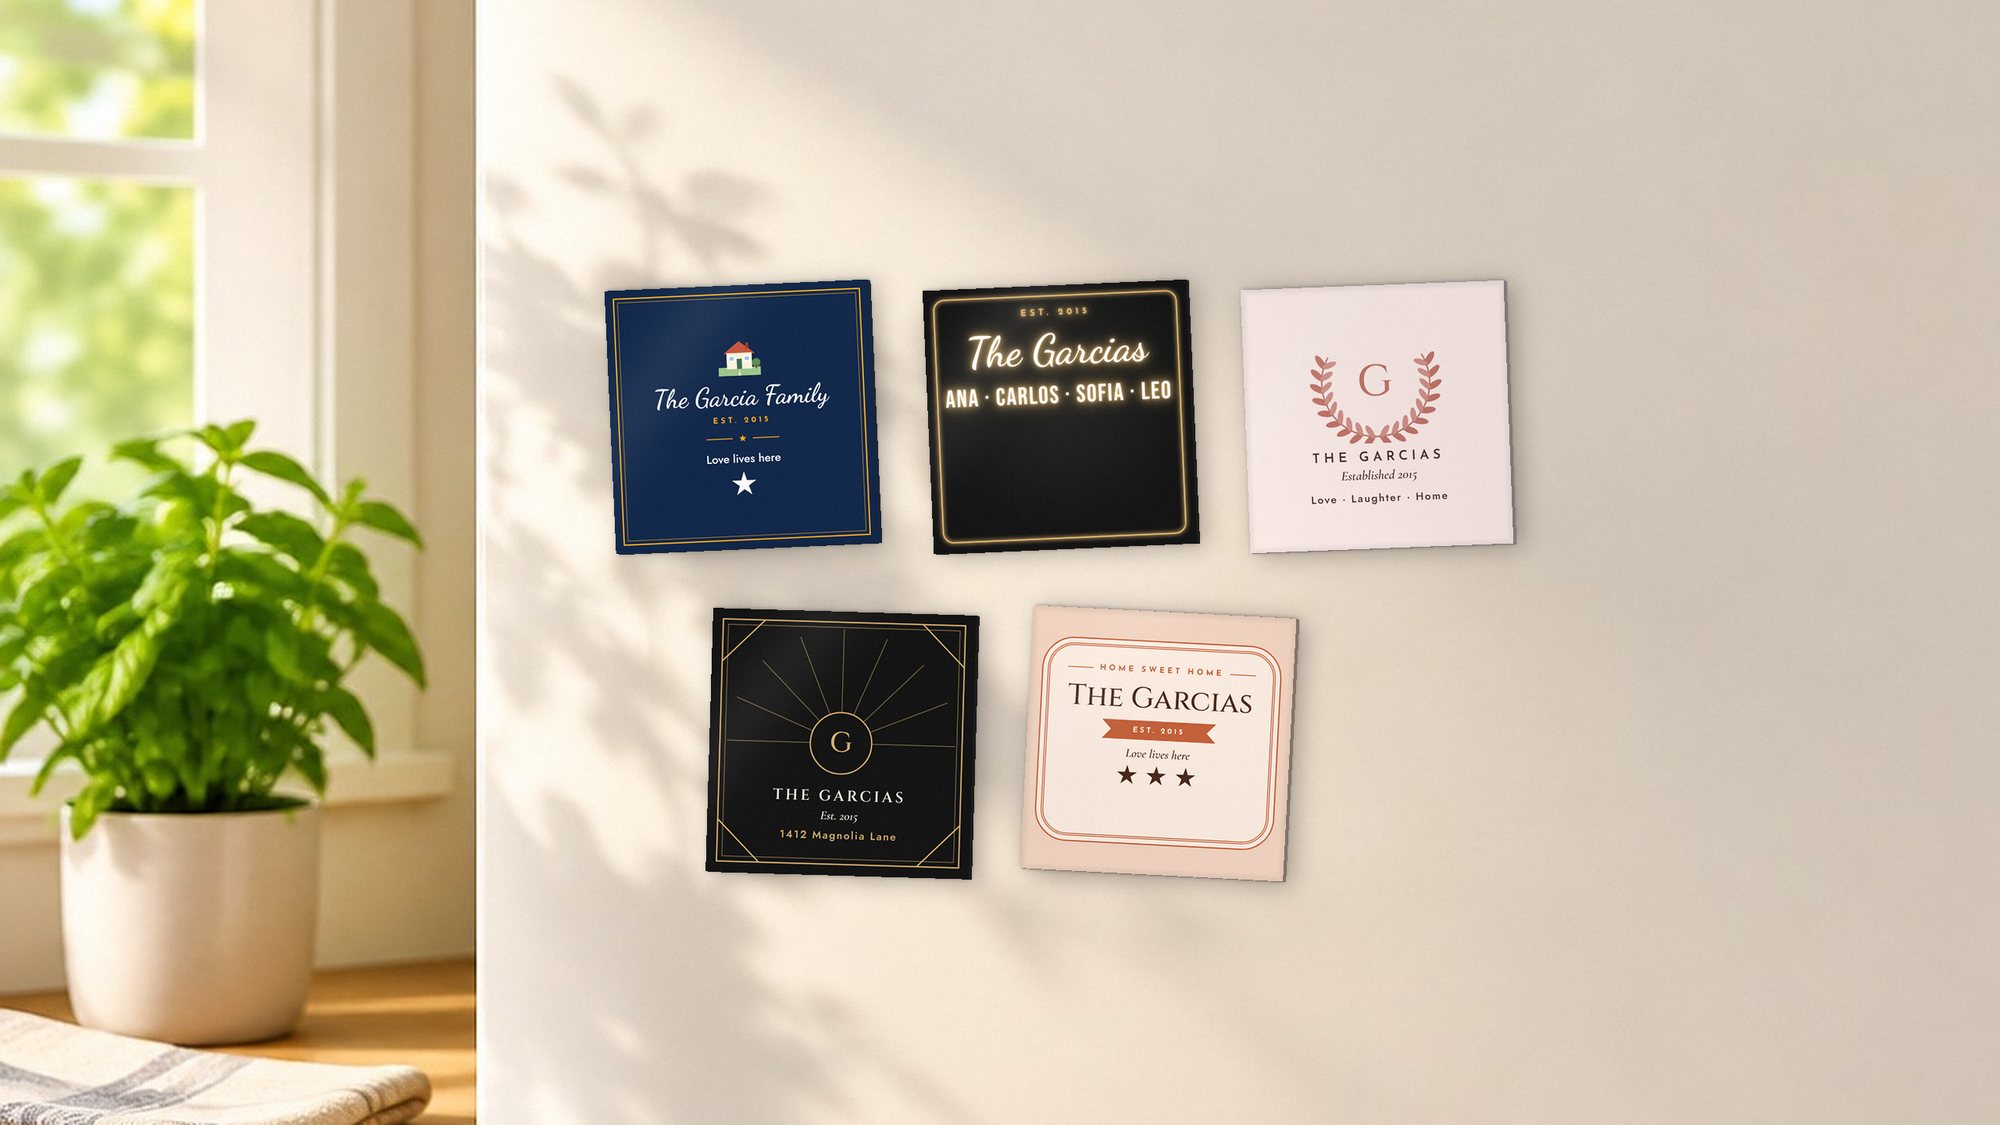 The Garcia Family
EST. 2015
Love lives here
EST. 2015
The Garcias
ANA · CARLOS · SOFIA · LEO
G
THE GARCIAS
Established 2015
Love · Laughter · Home
G
THE GARCIAS
Est. 2015
1412 Magnolia Lane
HOME SWEET HOME
THE GARCIAS
EST. 2015
Love lives here